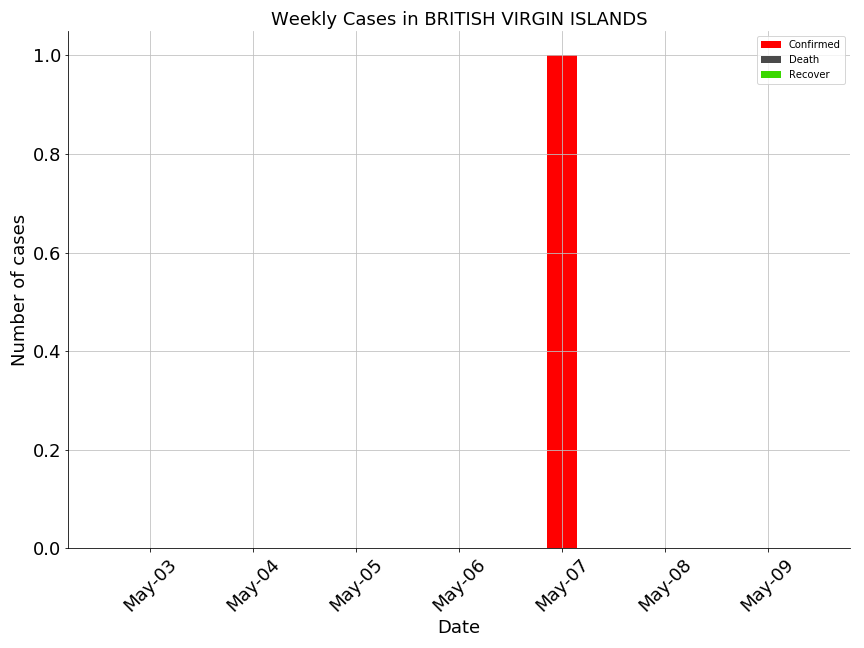 Weekly Cases in BRITISH VIRGIN ISLANDS
Confirmed
Death
Recover
Number of cases
1.0
0.8
0.6
0.4
0.2
0.0
May-03 May-04 May-05 May-06 May-07 May-08 May-09
Date